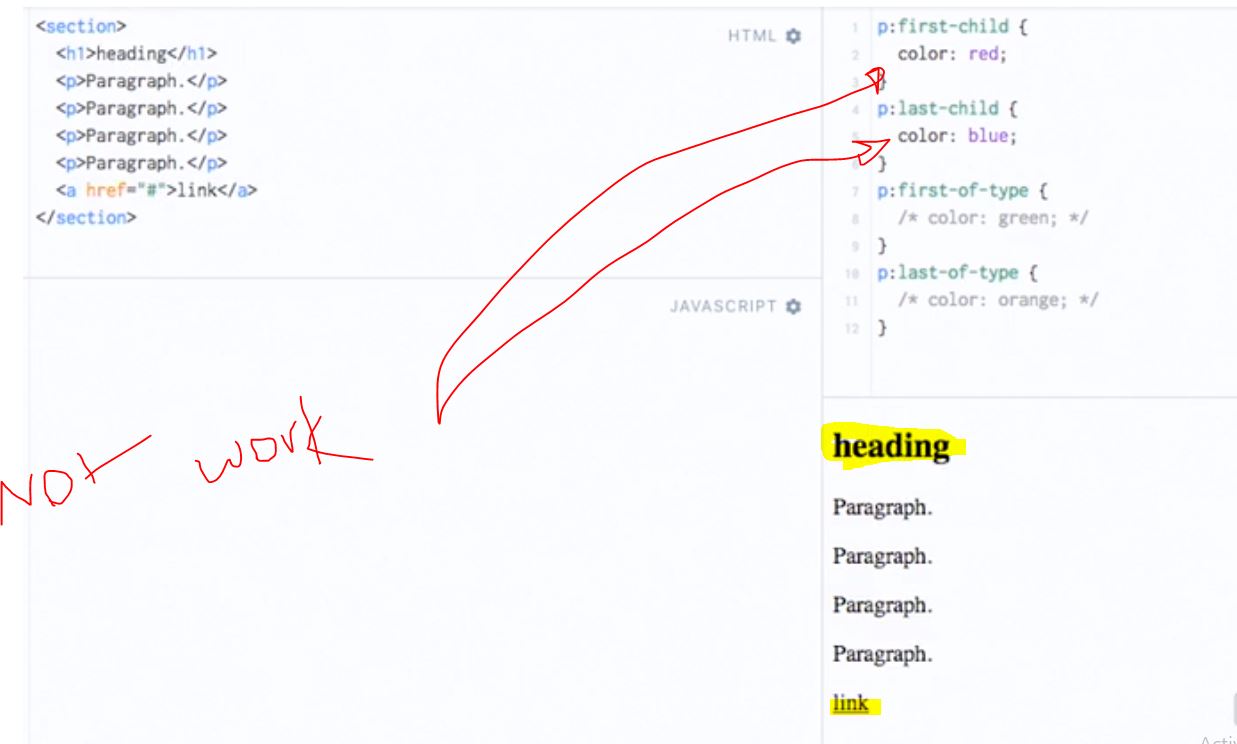 <section>
<h1>heading</h1>
<p>Paragraph.</p>
<p>Paragraph.</p>
<p>Paragraph.</p>
<p>Paragraph.</p>
<a href="#">link</a>
</section>
HTML
1 p:first-child {
2 color: red;
3 }
4 p:last-child {
5 color: blue;
6 }
7 p:first-of-type {
8 /* color: green; */
9 }
10 p:last-of-type {
11 /* color: orange; */
12 }
JAVASCRIPT
Not work
heading
Paragraph.
Paragraph.
Paragraph.
Paragraph.
link